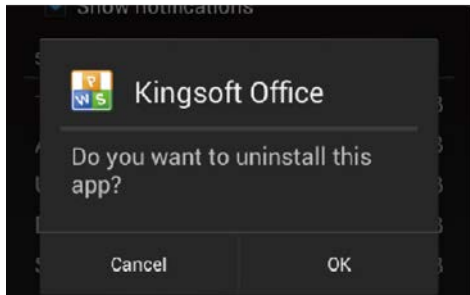 Show notifications
P
W S
Kingsoft Office
Do you want to uninstall this
app?
Cancel
OK